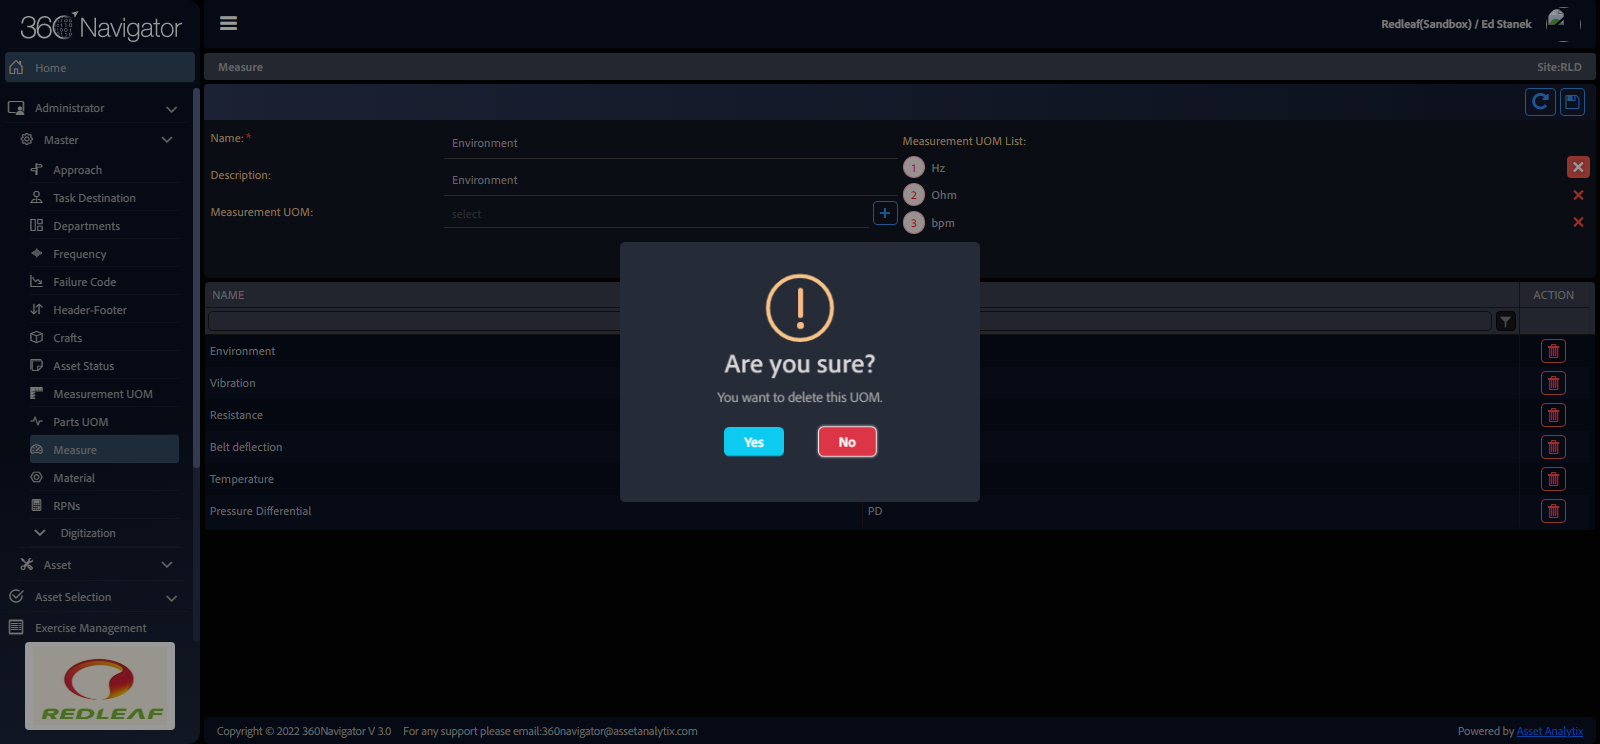 360 Navigator
Redleaf(Sandbox) / Ed Stanek
Home
Measure
Site:RLD
Administrator
Master
Approach
Task Destination
Departments
Frequency
Failure Code
Header-Footer
Crafts
Asset Status
Measurement UOM
Parts UOM
Measure
Material
RPNs
Digitization
Asset
Asset Selection
Exercise Management
REDLEAF
Name: *
Environment
Description:
Environment
Measurement UOM:
select
Measurement UOM List:
1 Hz
2 Ohm
3 bpm
NAME
ACTION
Environment
Vibration
Resistance
Belt deflection
Temperature
Pressure Differential
PD
Are you sure?
You want to delete this UOM.
Yes
No
Copyright © 2022 360Navigator V 3.0 For any support please email:360navigator@assetanalytix.com
Powered by Asset Analytix